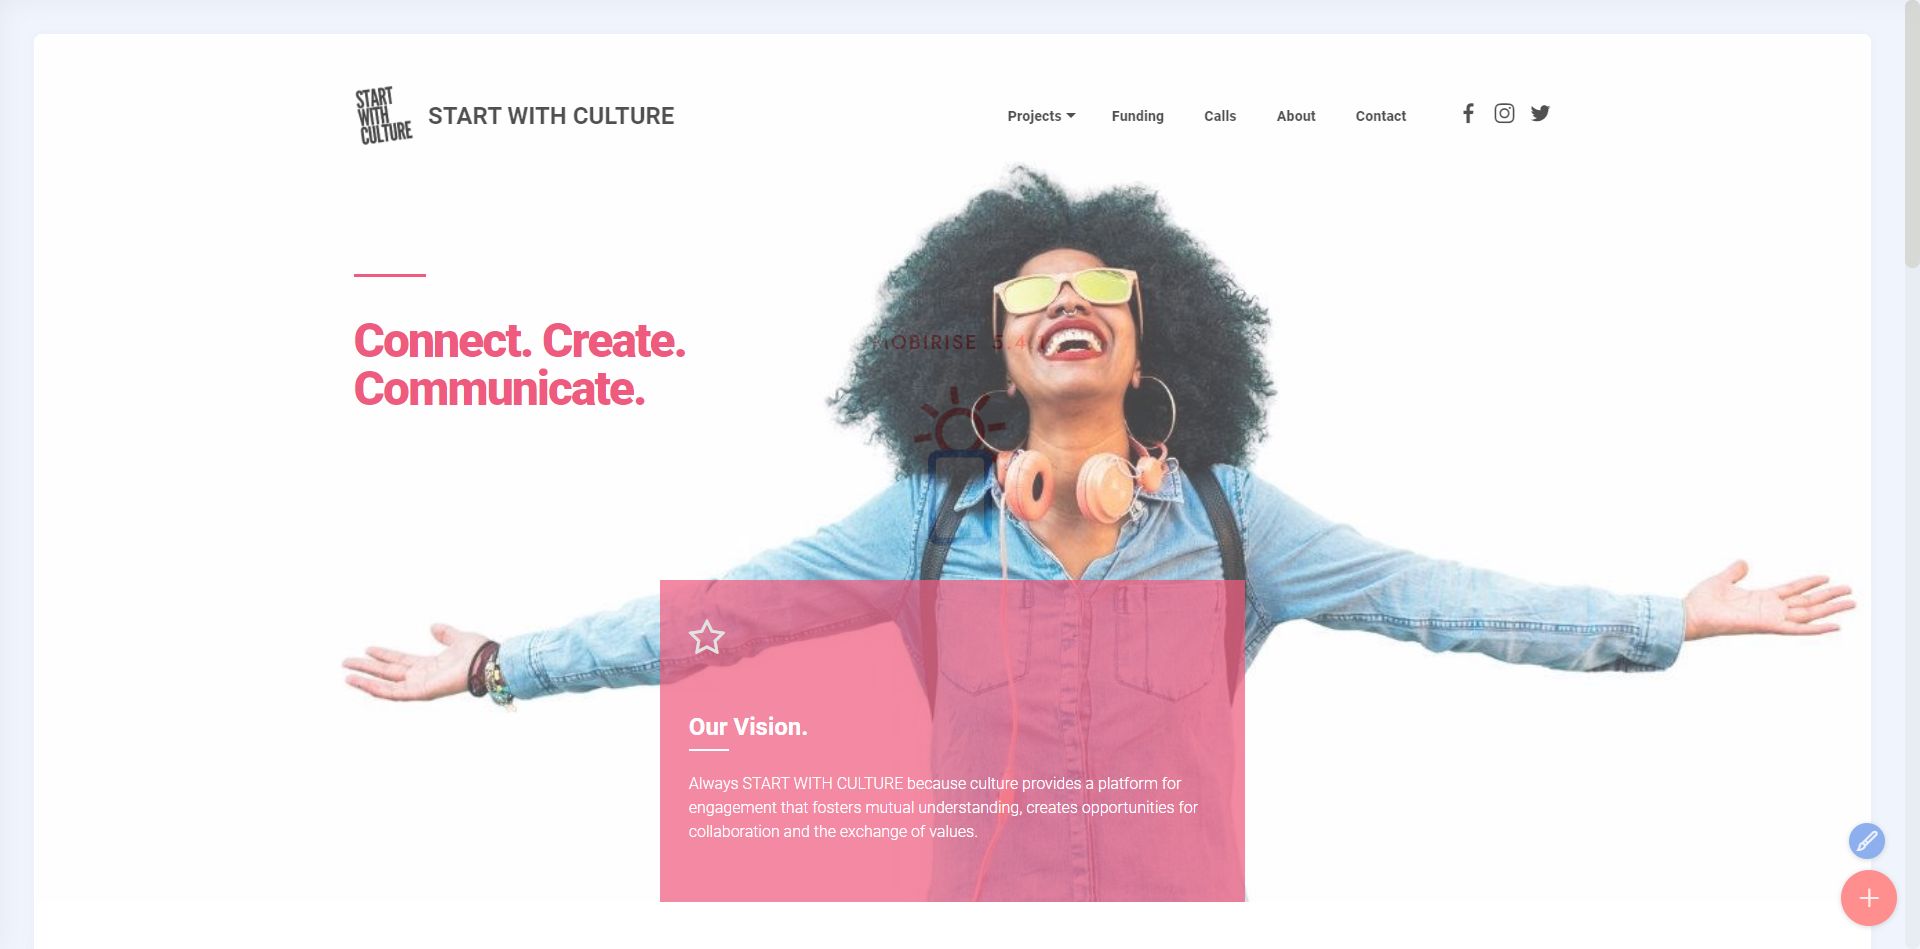 START
WITH
CULTURE
START WITH CULTURE
Projects
Funding
Calls
About
Contact
Connect. Create.
Communicate.
MOBIRISE 5.4.1
Our Vision.
Always START WITH CULTURE because culture provides a platform for
engagement that fosters mutual understanding, creates opportunities for
collaboration and the exchange of values.